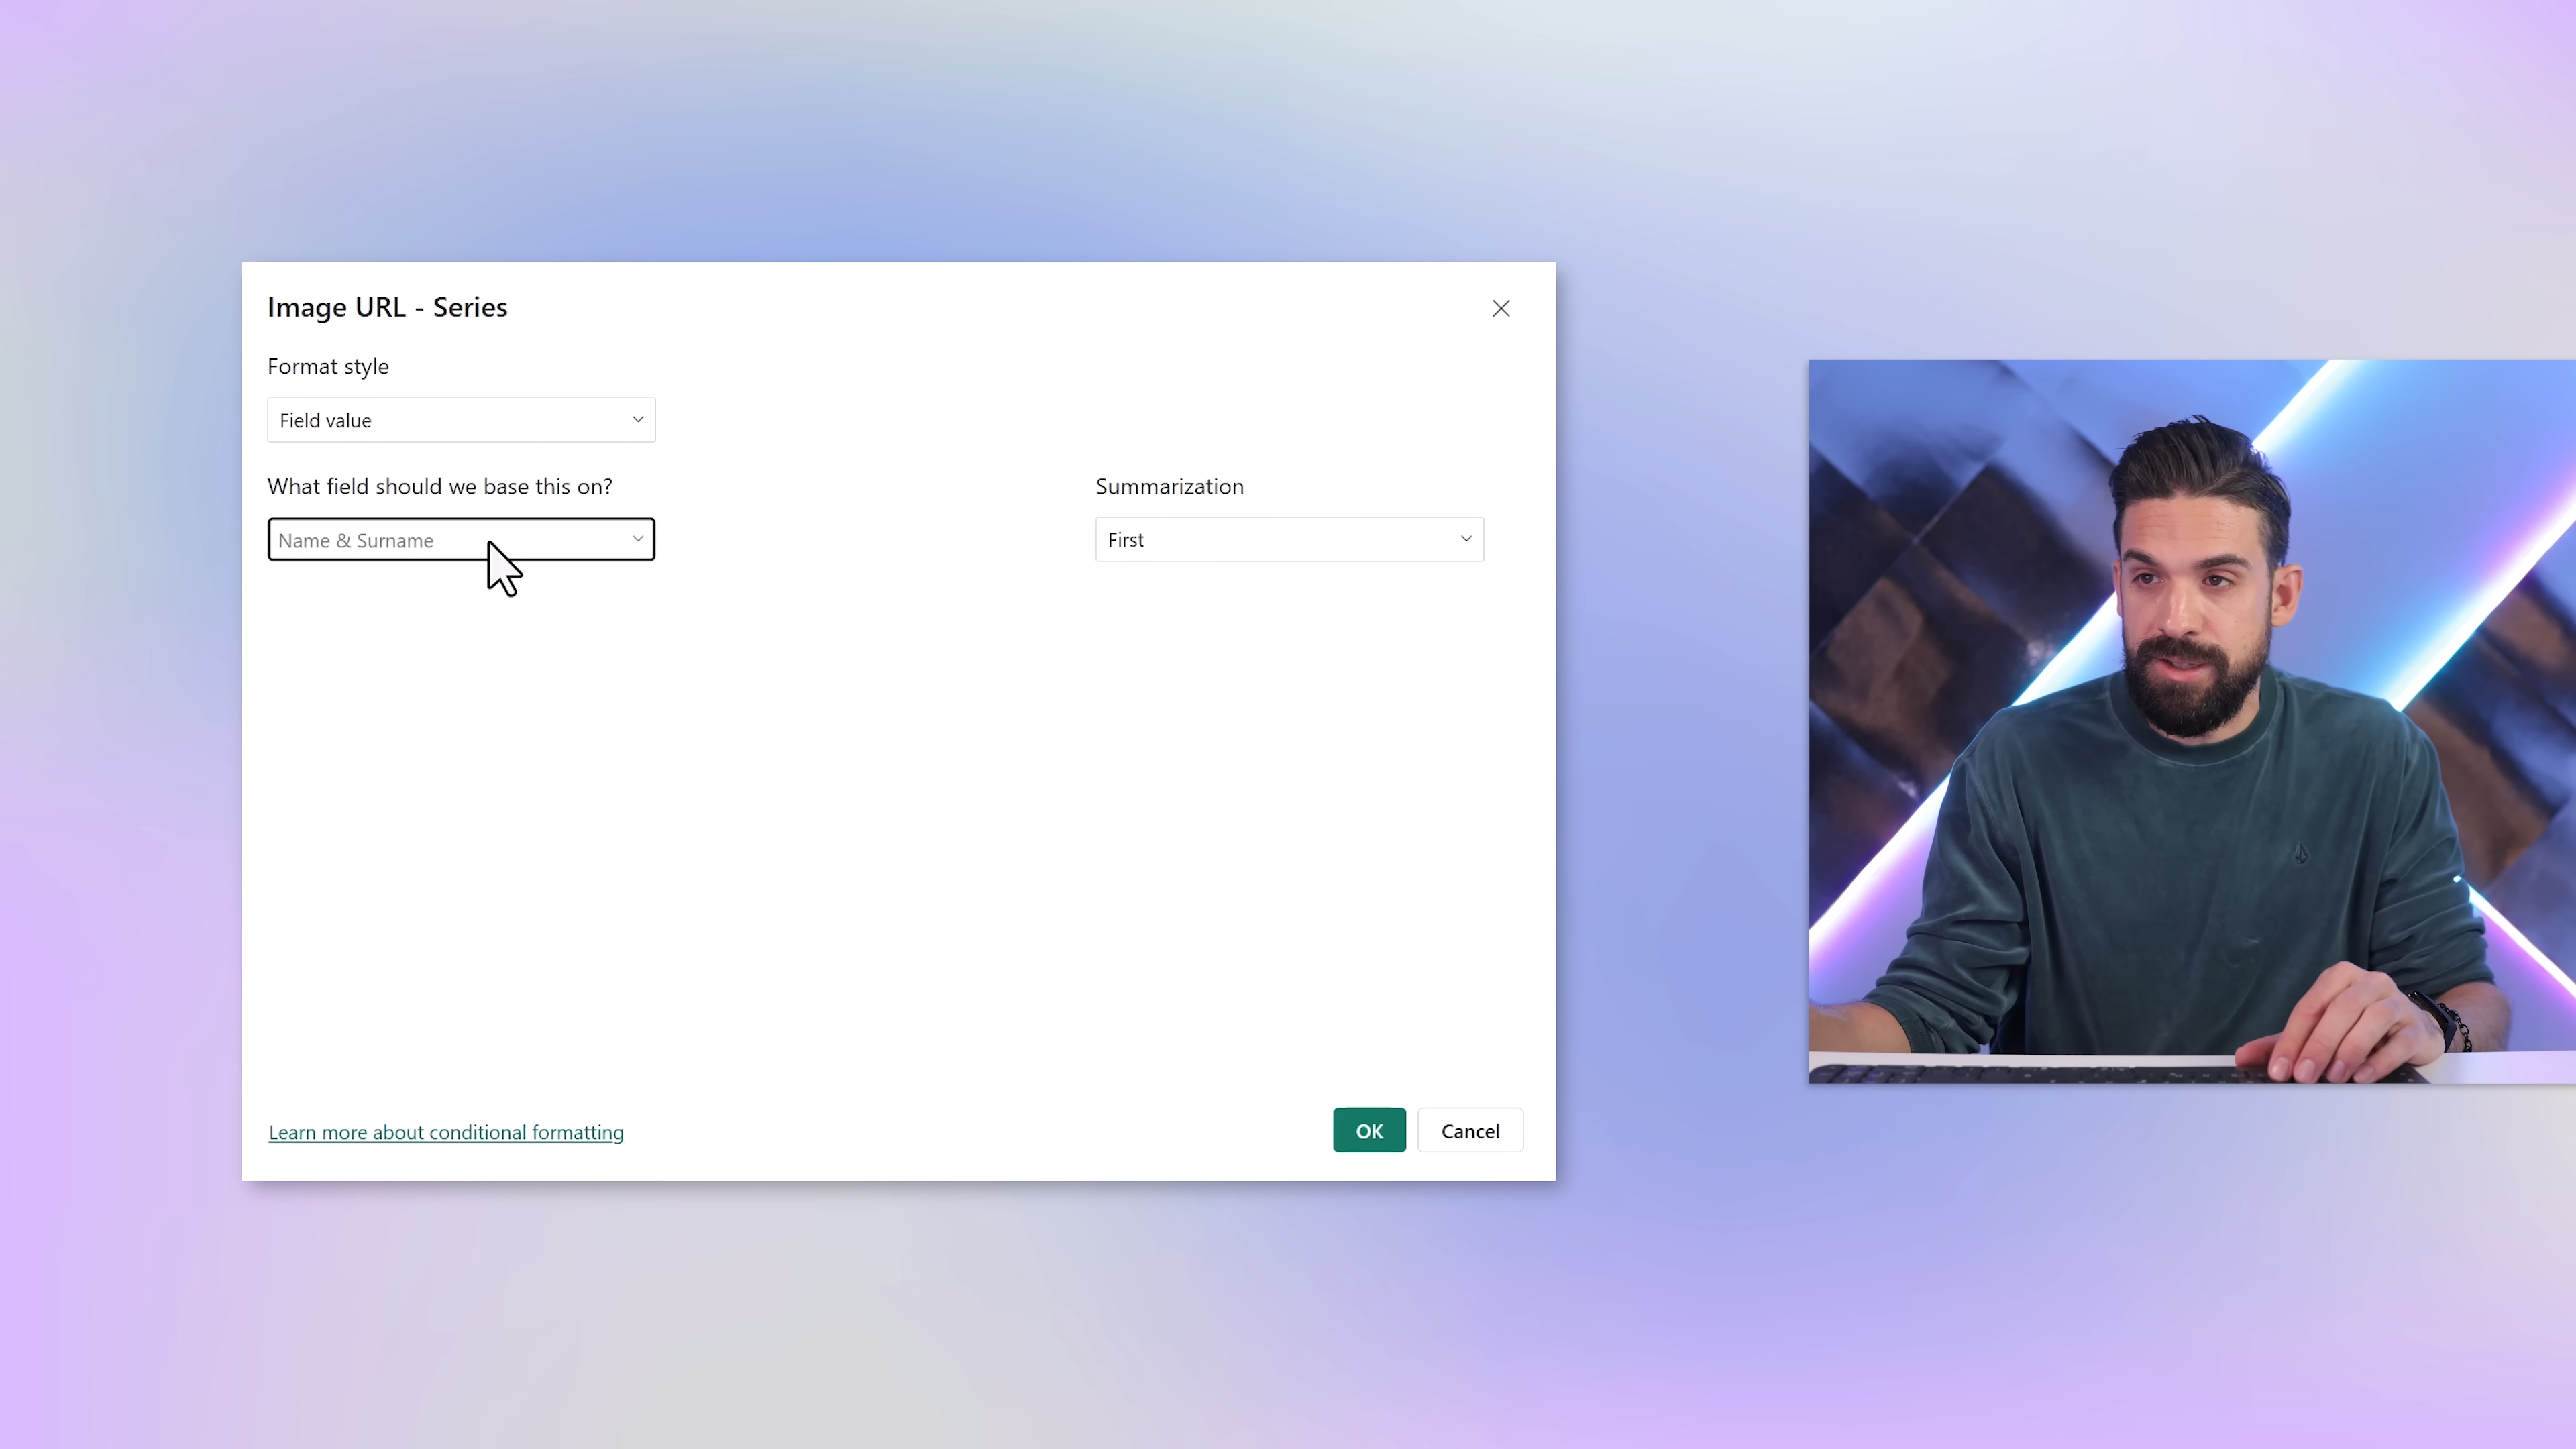 Image URL - Series
Format style
Field value
What field should we base this on?
Name & Surname
Summarization
First
Learn more about conditional formatting
OK
Cancel